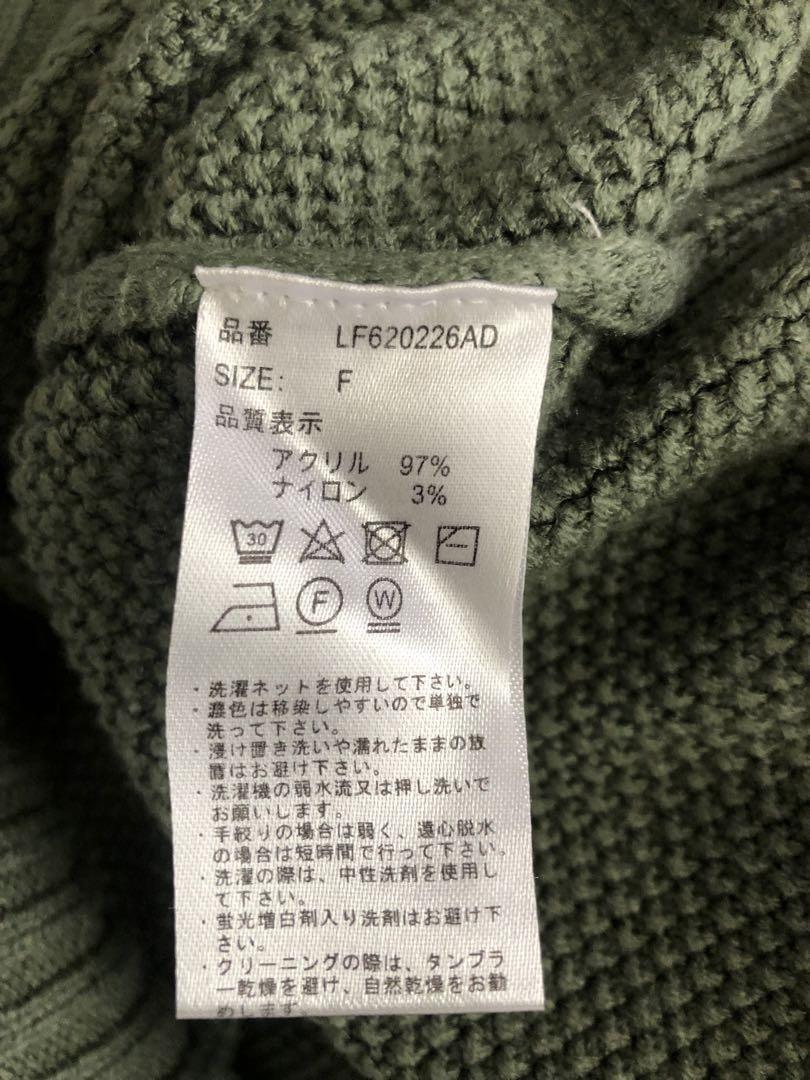 品番 LF620226AD
SIZE: F
品質表示
アクリル 97%
ナイロン 3%
30
F W
・洗濯ネットを使用して下さい。
・濃色は移染しやすいので単独で
洗って下さい。
・浸け置き洗いや濡れたままの放
置はお避け下さい。
・洗濯機の弱水流又は押し洗いで
お願いします。
・手絞りの場合は弱く、遠心脱水
の場合は短時間で行って下さい。
・洗濯の際は、中性洗剤を使用し
て下さい。
・蛍光増白剤入り洗剤はお避け下
さい。
・クリーニングの際は、タンブラ
ー乾燥を避け、自然乾燥をお勧
めします。